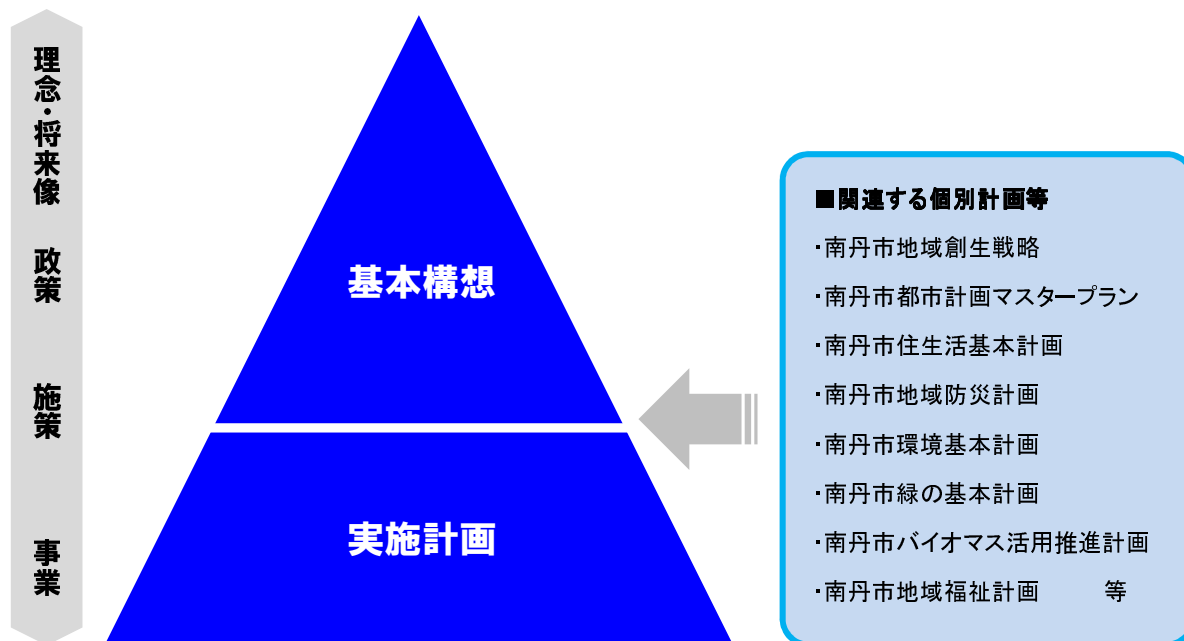 理念・将来像
政策
施策
事業
基本構想
実施計画
■関連する個別計画等
・南丹市地域創生戦略
・南丹市都市計画マスタープラン
・南丹市住生活基本計画
・南丹市地域防災計画
・南丹市環境基本計画
・南丹市緑の基本計画
・南丹市バイオマス活用推進計画
・南丹市地域福祉計画　　　等